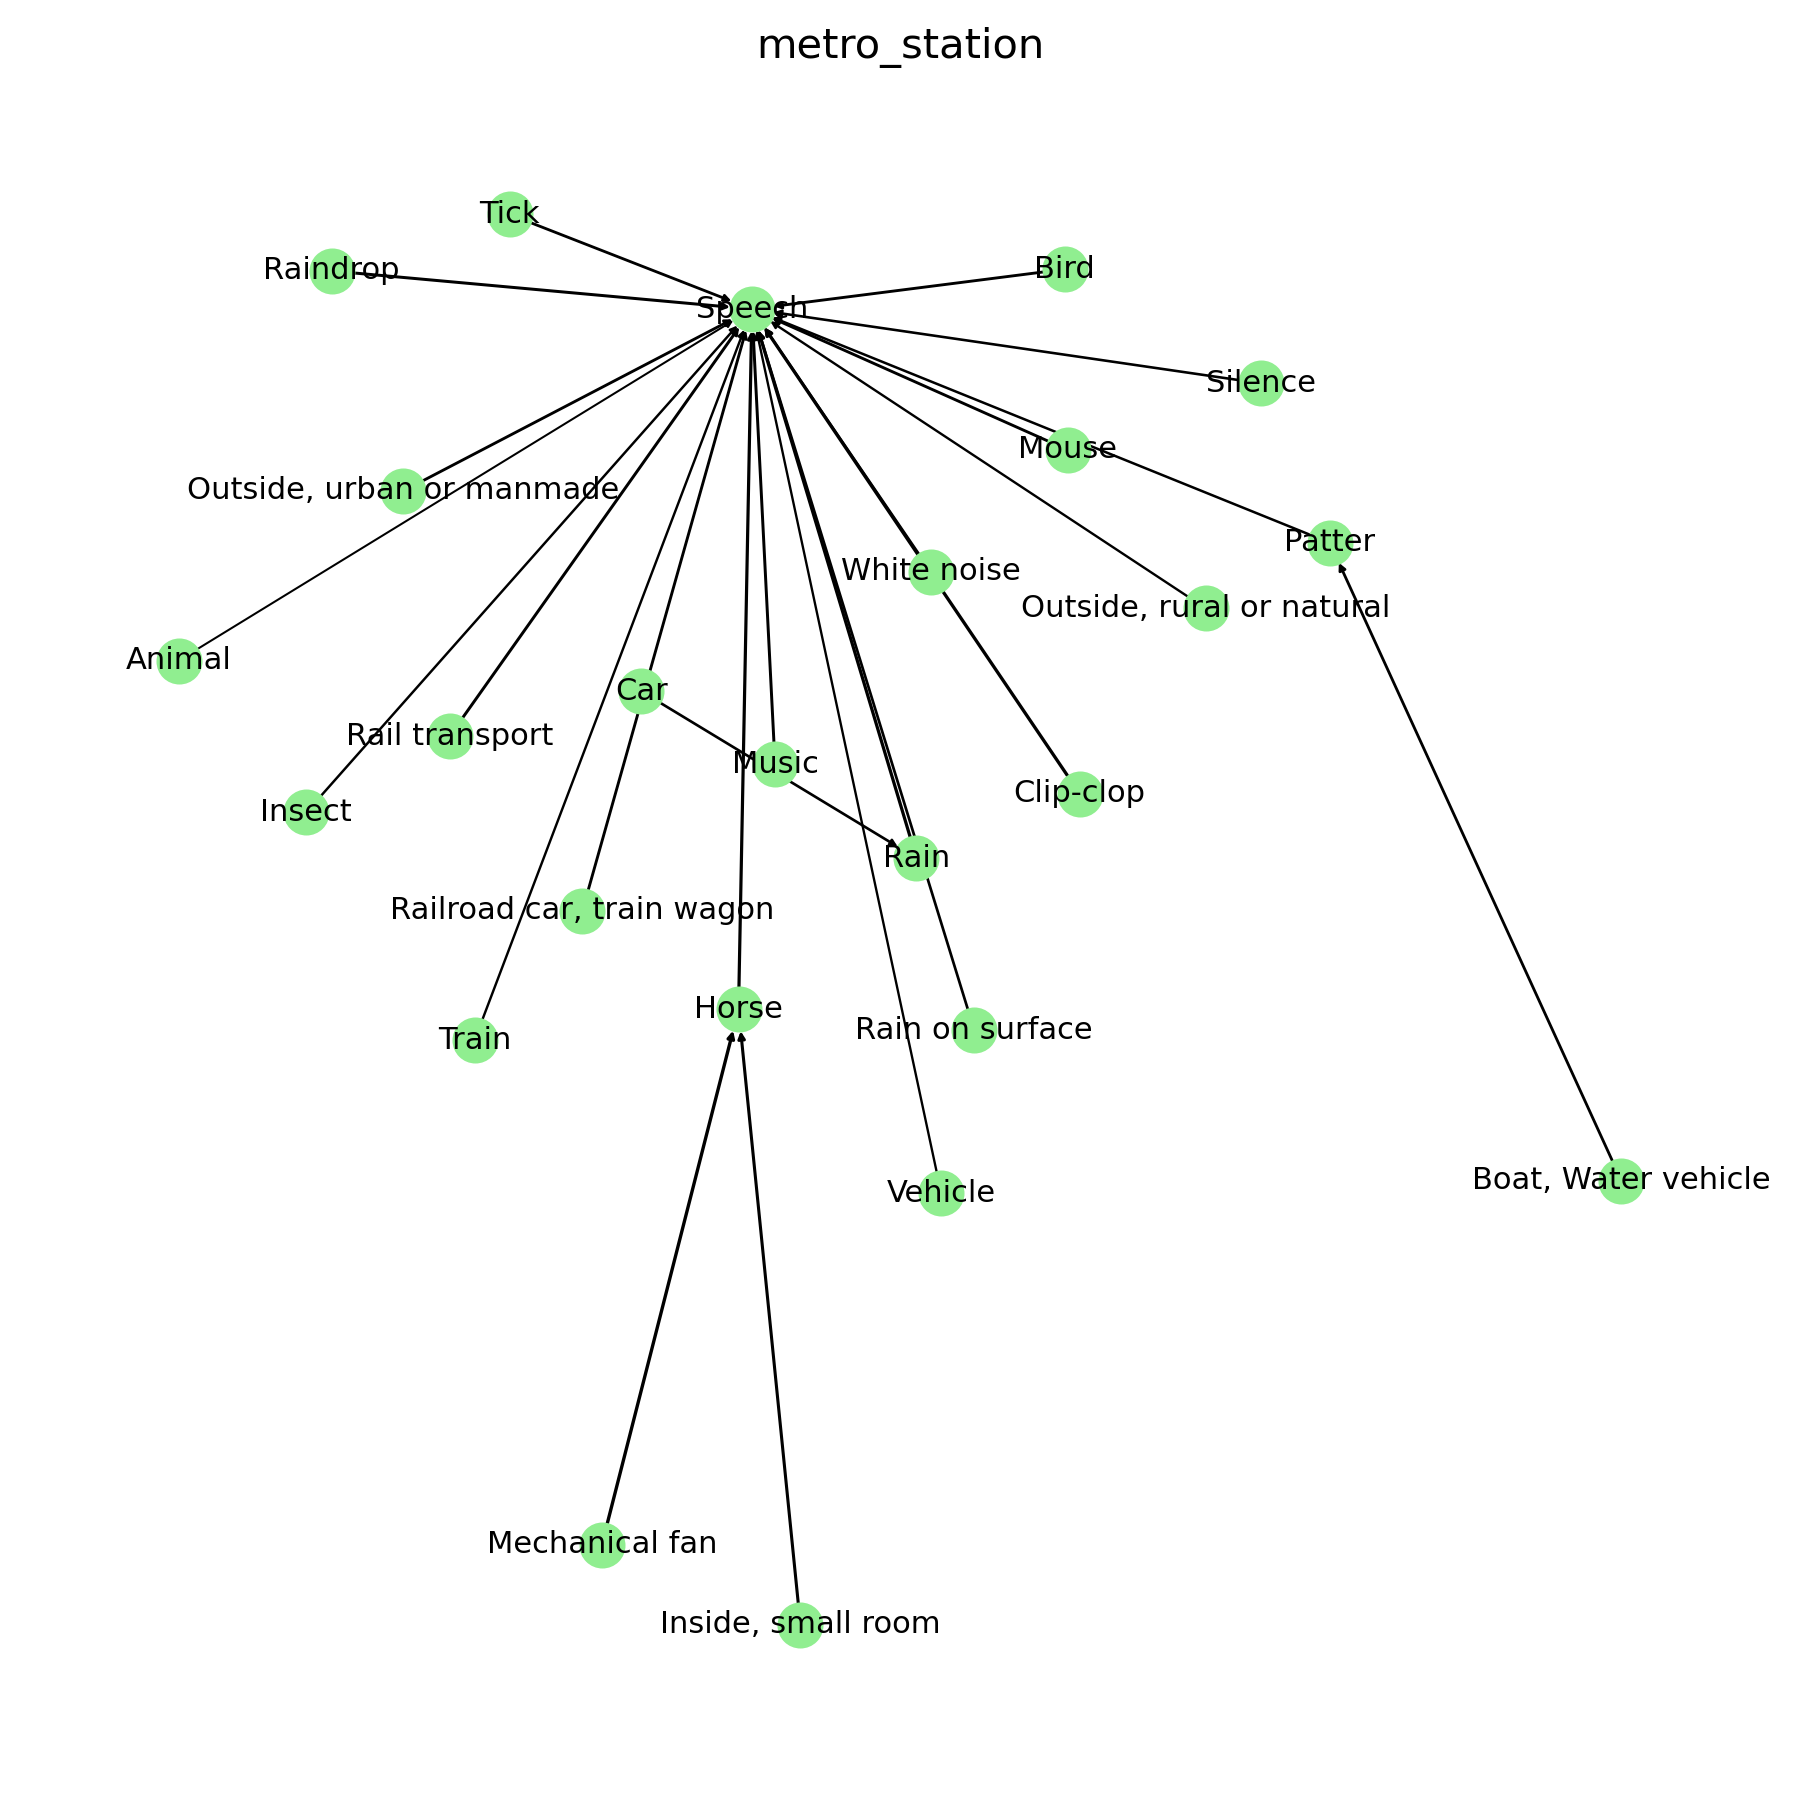 metro_station
Tick
Raindrop
Bird
Speech
Silence
Mouse
Outside, urban or manmade
Patter
White noise
Outside, rural or natural
Animal
Car
Rail transport
Music
Clip-clop
Insect
Rain
Railroad car, train wagon
Horse
Rain on surface
Train
Boat, Water vehicle
Vehicle
Mechanical fan
Inside, small room